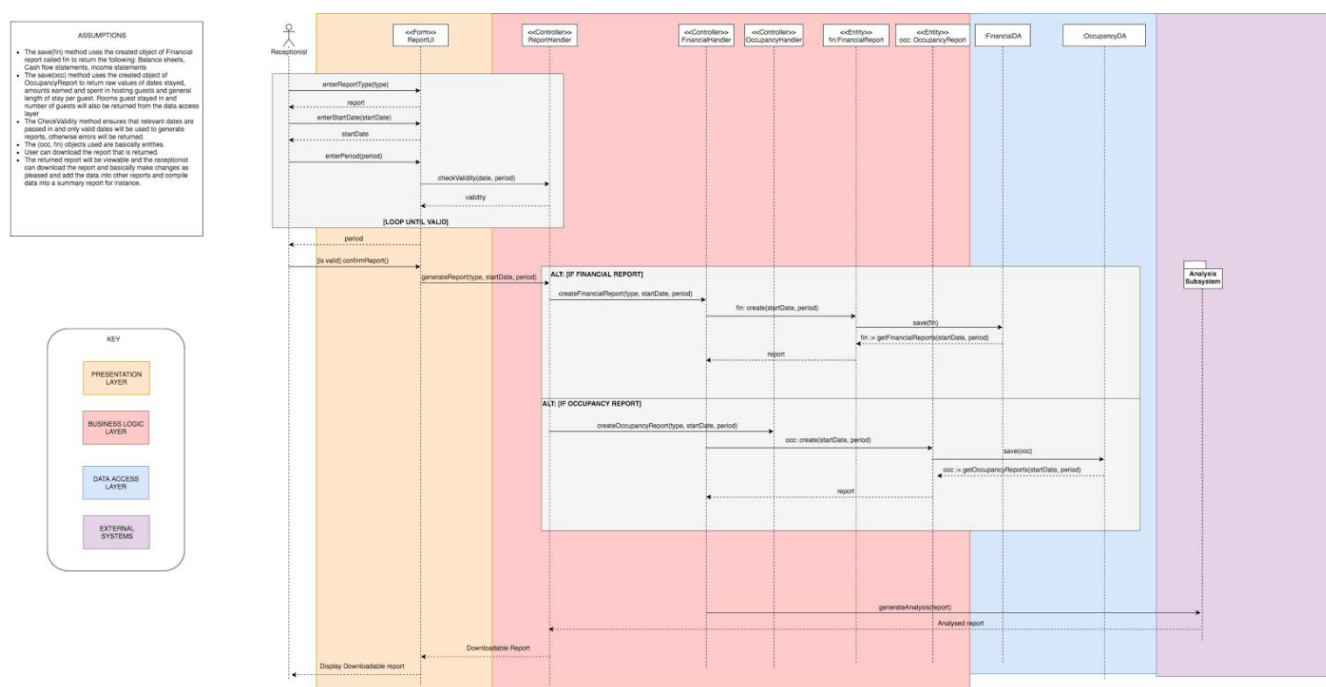 ASSUMPTIONS
• The save(fin) method uses the created object of Financial
report called fin to return the following: Balance sheets,
Cash flow statements, income statements
• The save(occ) method uses the created object of
OccupancyReport to return raw values of dates stayed,
amounts earned and spent in hosting guests and general
length of stay per guest. Rooms guest stayed in and
number of guests will also be returned from the data access
layer
• The CheckValidity method ensures that relevant dates are
passed in and only valid dates will be used to generate
reports, otherwise errors will be returned.
• The (occ, fin) objects used are basically entities.
• User can download the report that is returned.
• The returned report will be viewable and the receptionist
can download the report and basically make changes as
pleased and add the data into other reports and compile
data into a summary report for instance.
KEY
PRESENTATION
LAYER
BUSINESS LOGIC
LAYER
DATA ACCESS
LAYER
EXTERNAL
SYSTEMS
Receptionist
<<Form>>
ReportUI
<<Controller>>
ReportHandler
<<Controller>>
FinancialHandler
<<Controller>>
OccupancyHandler
<<Entity>>
fin:FinancialReport
<<Entity>>
occ: OccupancyReport
:FinancialDA
:OccupancyDA
Analysis
Subsystem
enterReportType(type)
report
enterStartDate(startDate)
startDate
enterPeriod(period)
checkValidity(date, period)
validity
[LOOP UNTIL VALID]
period
[is valid] confirmReport()
generateReport(type, startDate, period)
ALT: [IF FINANCIAL REPORT]
createFinancialReport(type, startDate, period)
fin: create(startDate, period)
save(fin)
fin := getFinancialReports(startDate, period)
report
ALT: [IF OCCUPANCY REPORT]
createOccupancyReport(type, startDate, period)
occ: create(startDate, period)
save(occ)
occ := getOccupancyReports(startDate, period)
report
generateAnalysis(report)
Analysed report
Downloadable Report
Display Downloadable report